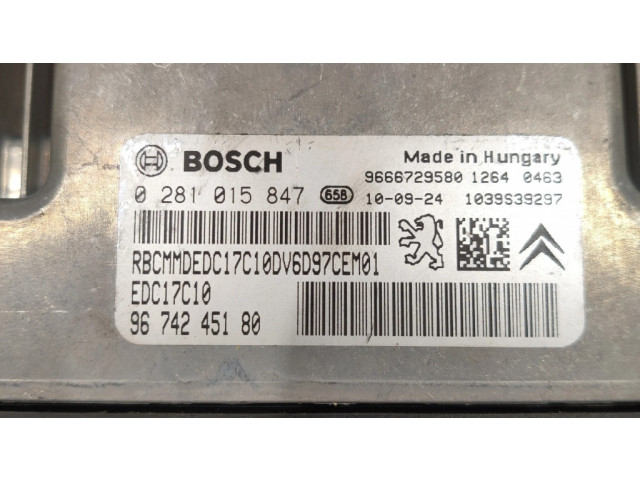 BOSCH
Made in Hungary
9666729580 1264 0463
0 281 015 847 658 10-09-24 1039S39297
RBCMMDEDC17C10DV6D97CEM01
EDC17C10
96 742 451 80